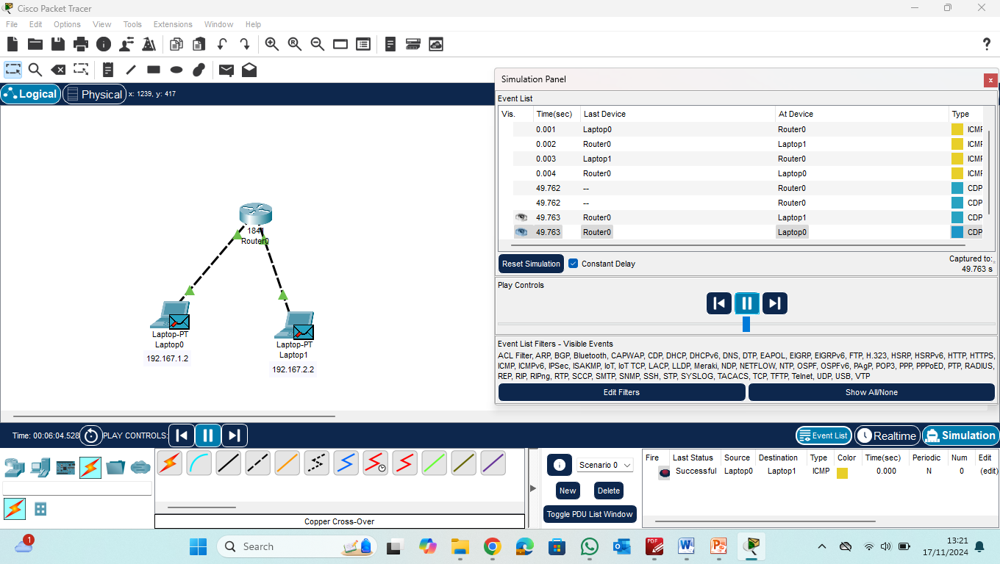 Cisco Packet Tracer
File Edit Options View Tools Extensions Window Help
Logical Physical x: 1239, y: 417
1841
Router0
Laptop-PT
Laptop0
192.167.1.2
Laptop-PT
Laptop1
192.167.2.2
Simulation Panel
Event List
Vis. Time(sec) Last Device At Device Type
0.001 Laptop0 Router0 ICMP
0.002 Router0 Laptop1 ICMP
0.003 Laptop1 Router0 ICMP
0.004 Router0 Laptop0 ICMP
49.762 -- Router0 CDP
49.762 -- Router0 CDP
49.763 Router0 Laptop1 CDP
49.763 Router0 Laptop0 CDP
Reset Simulation Constant Delay Captured to:
49.763 s
Play Controls
Event List Filters - Visible Events
ACL Filter, ARP, BGP, Bluetooth, CAPWAP, CDP, DHCP, DHCPv6, DNS, DTP, EAPOL, EIGRP, EIGRPv6, FTP, H.323, HSRP, HSRPv6, HTTP, HTTPS,
ICMP, ICMPv6, IPSec, ISAKMP, IoT, IoT TCP, LACP, LLDP, Meraki, NDP, NETFLOW, NTP, OSPF, OSPFv6, PAgP, POP3, PPP, PPPoED, PTP, RADIUS,
REP, RIP, RIPng, RTP, SCCP, SMTP, SNMP, SSH, STP, SYSLOG, TACACS, TCP, TFTP, Telnet, UDP, USB, VTP
Edit Filters Show All/None
Time: 00:06:04.528 PLAY CONTROLS: Event List Realtime Simulation
Copper Cross-Over
Scenario 0
New Delete
Toggle PDU List Window
Fire Last Status Source Destination Type Color Time(sec) Periodic Num Edit
Successful Laptop0 Laptop1 ICMP 0.000 N 0 (edit)
1
Search
PDF
13:21
17/11/2024